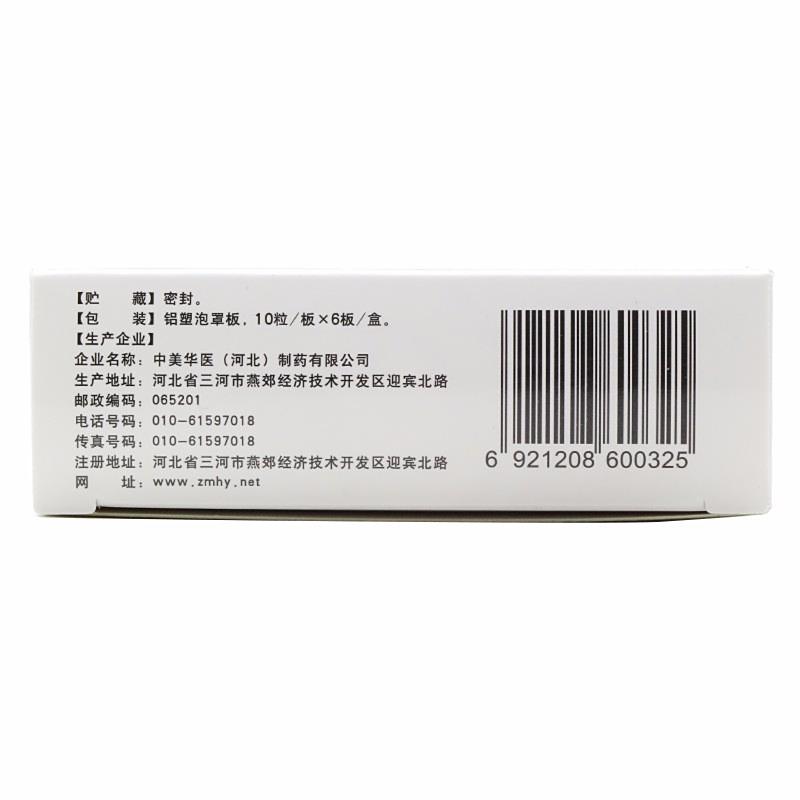 【贮　　藏】密封。
【包　　装】铝塑泡罩板，10粒/板×6板/盒。
【生产企业】
企业名称：中美华医（河北）制药有限公司
生产地址：河北省三河市燕郊经济技术开发区迎宾北路
邮政编码：065201
电话号码：010-61597018
传真号码：010-61597018
注册地址：河北省三河市燕郊经济技术开发区迎宾北路
网　　址：www.zmhy.net
6 921208 600325